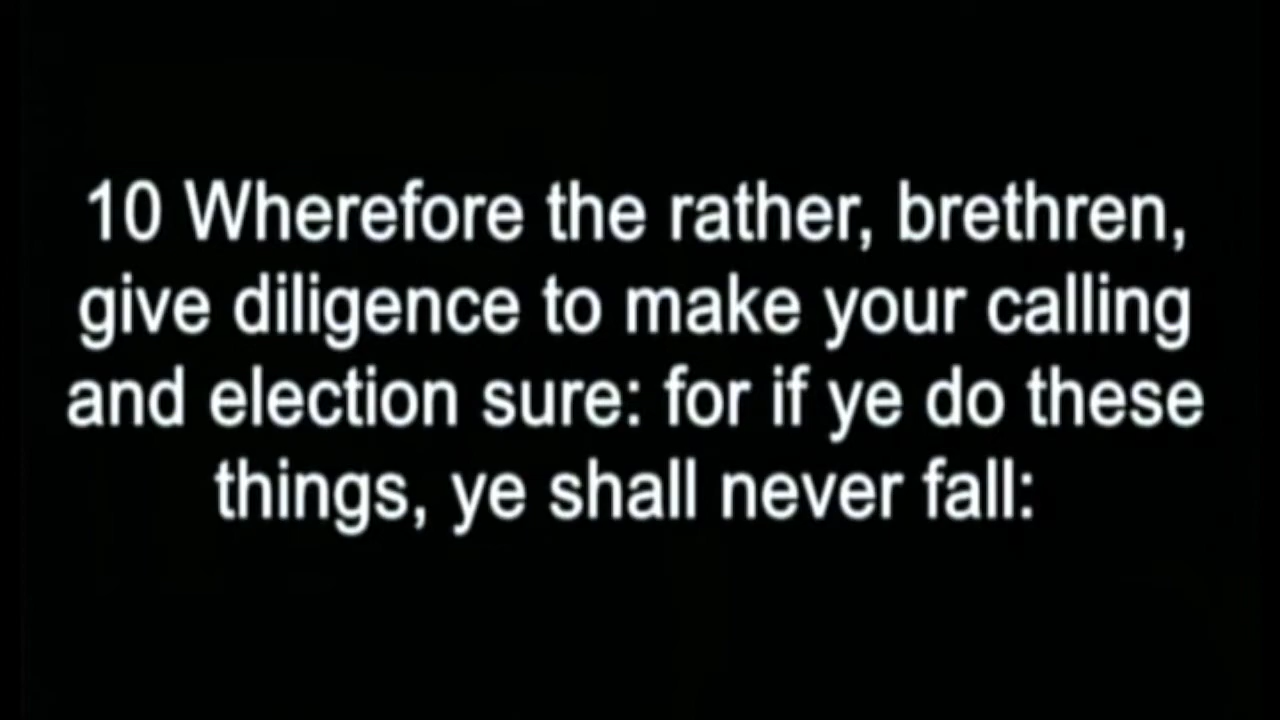 10 Wherefore the rather, brethren,
give diligence to make your calling
and election sure: for if ye do these
things, ye shall never fall: